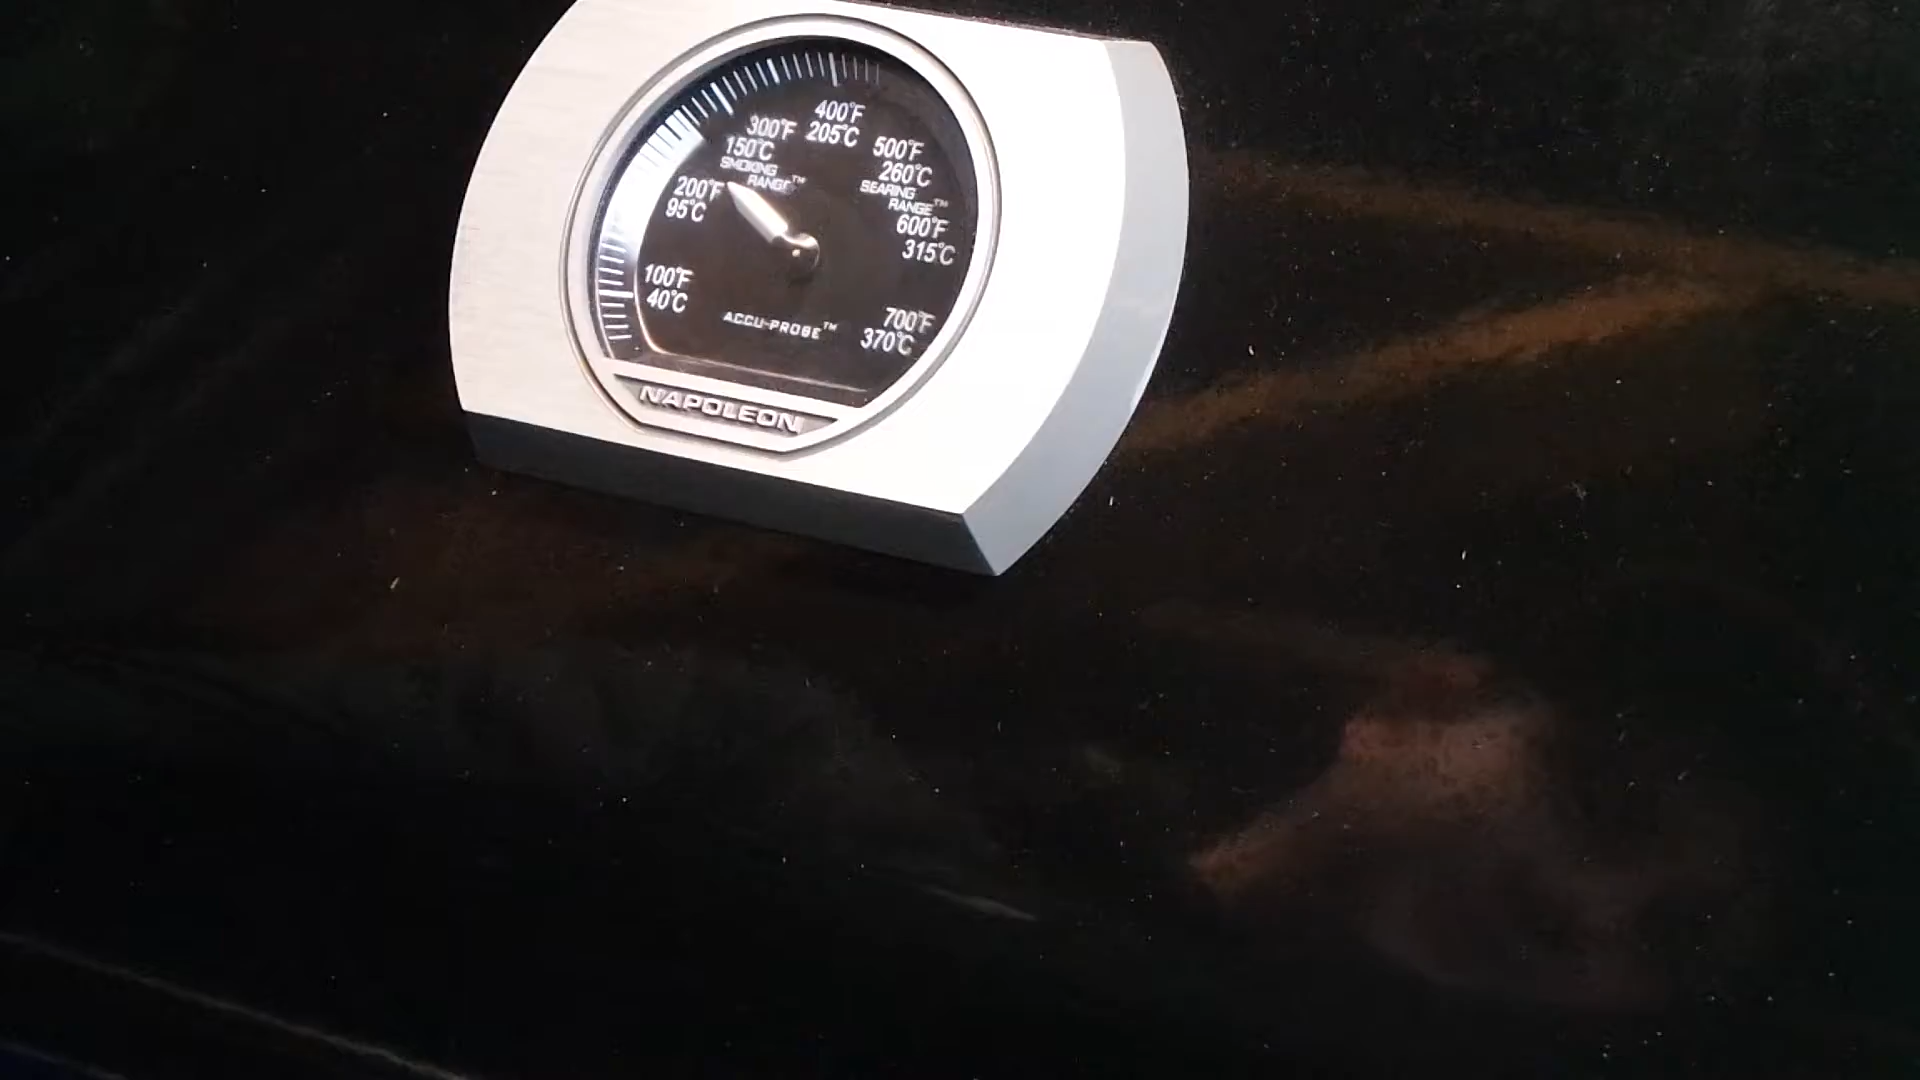 400°F
205°C
300°F
150°C
SMOKING
RANGE™
500°F
260°C
SEARING
RANGE™
200°F
95°C
600°F
315°C
100°F
40°C
700°F
370°C
ACCU-PROBE™
NAPOLEON